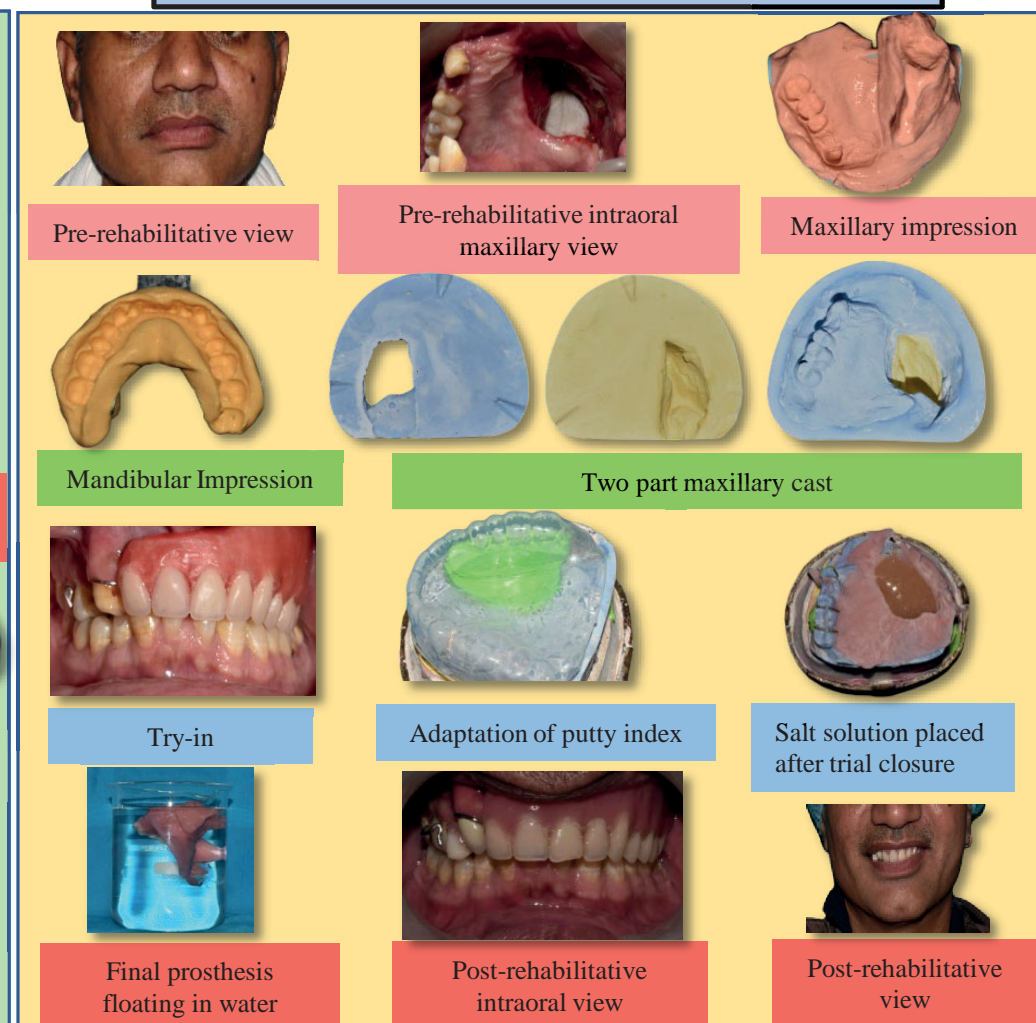 Pre-rehabilitative view
Pre-rehabilitative intraoral
maxillary view
Maxillary impression
Mandibular Impression
Two part maxillary cast
Try-in
Adaptation of putty index
Salt solution placed
after trial closure
Final prosthesis
floating in water
Post-rehabilitative
intraoral view
Post-rehabilitative
view